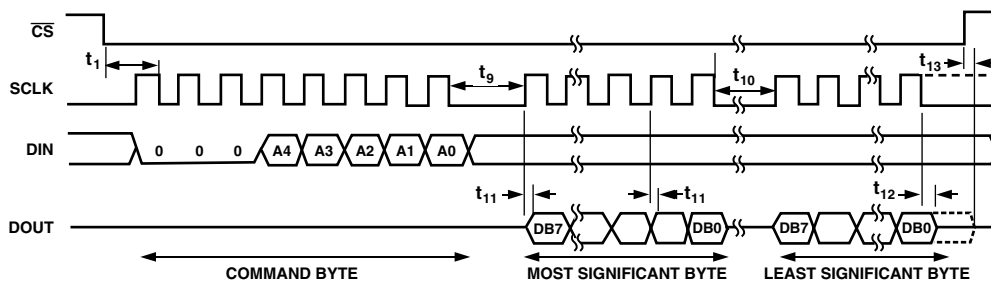 CS
t1
t9
t10
t13
SCLK
DIN
0 0 0 A4 A3 A2 A1 A0
t11
t11
t12
DOUT
DB7 DB0 DB7 DB0
COMMAND BYTE
MOST SIGNIFICANT BYTE
LEAST SIGNIFICANT BYTE